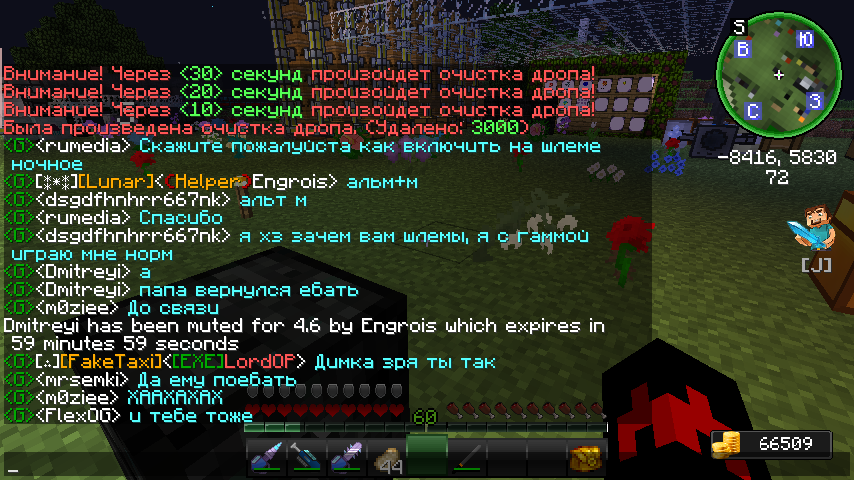 Внимание! Через <30> секунд произойдет очистка дропа!
Внимание! Через <20> секунд произойдет очистка дропа!
Внимание! Через <10> секунд произойдет очистка дропа!
Была произведена очистка дропа. (Удалено: 3000)
<G><rumedia> Скажите пожалуйста как включить на шлеме
ночное
<G>[⁂][Lunar]<(Helper)Engrois> альм+м
<G><dsgdfhnhrr667nk> альт м
<G><rumedia> Спасибо
<G><dsgdfhnhrr667nk> я хз зачем вам шлемы, я с гаммой
играю мне норм
<G><Dmitreyi> а
<G><Dmitreyi> папа вернулся ебать
<G><m0ziee> До связи
Dmitreyi has been muted for 4.6 by Engrois which expires in
59 minutes 59 seconds
<G>[∴][FakeTaxi]<[EXE]LordOP> Димка зря ты так
<G><mrsemki> Да ему поебать
<G><m0ziee> ХААХАХАХ
<G><FlexOG> и тебе тоже
S
В
Ю
С
З
-8416, 5830
72
[J]
60
44
66509
_